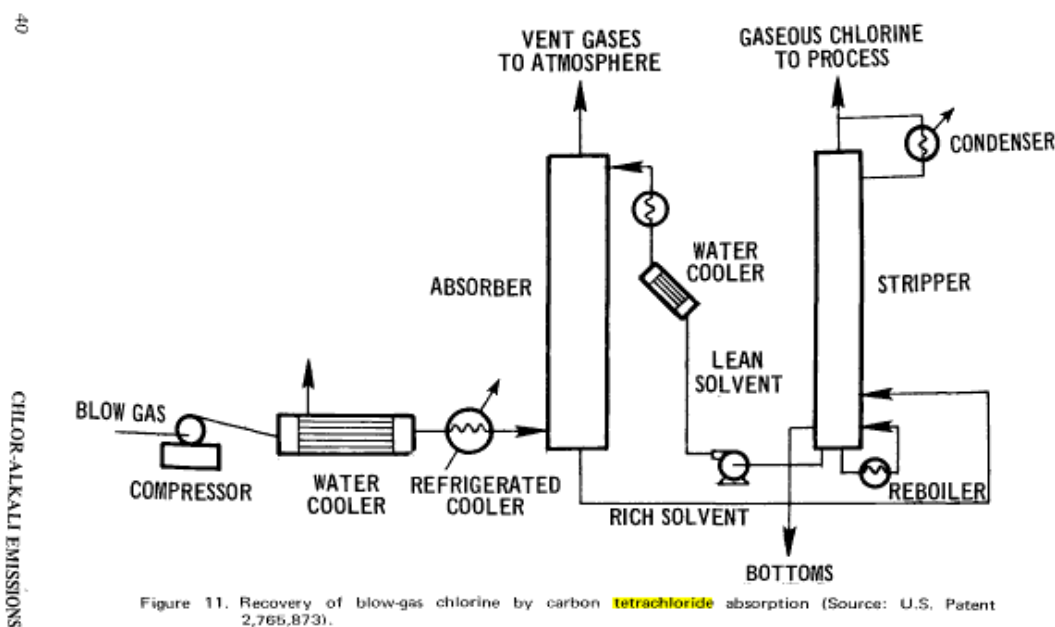 40
CHLOR-ALKALI EMISSIONS
VENT GASES
TO ATMOSPHERE
GASEOUS CHLORINE
TO PROCESS
CONDENSER
ABSORBER
WATER
COOLER
STRIPPER
LEAN
SOLVENT
BLOW GAS
COMPRESSOR
WATER
COOLER
REFRIGERATED
COOLER
RICH SOLVENT
REBOILER
BOTTOMS
Figure 11. Recovery of blow-gas chlorine by carbon tetrachloride absorption (Source: U.S. Patent
2,765,873).